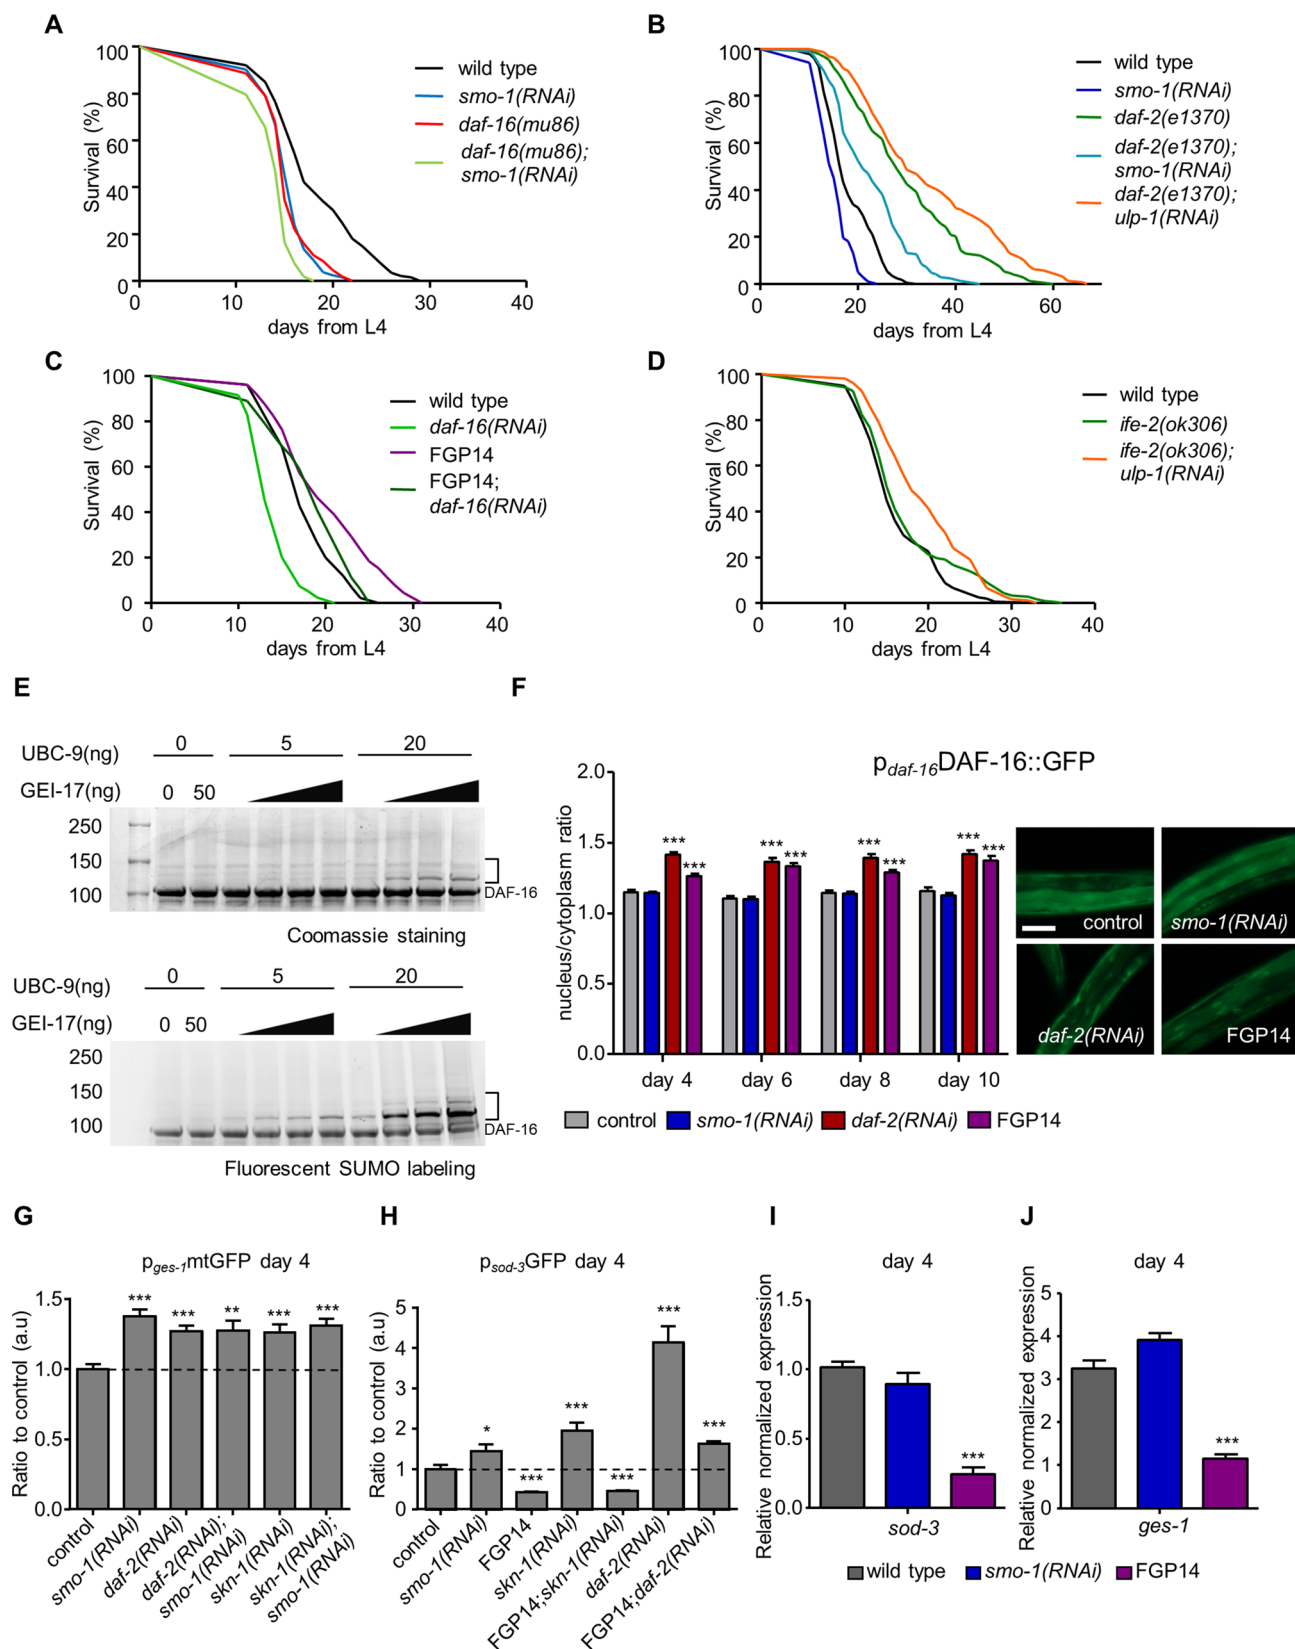 A
Survival (%)
100
80
60
40
20
0
0 10 20 30 40
days from L4
wild type
smo-1(RNAi)
daf-16(mu86)
daf-16(mu86);
smo-1(RNAi)
B
Survival (%)
100
80
60
40
20
0
0 20 40 60
days from L4
wild type
smo-1(RNAi)
daf-2(e1370)
daf-2(e1370);
smo-1(RNAi)
daf-2(e1370);
ulp-1(RNAi)
C
Survival (%)
100
80
60
40
20
0
0 10 20 30 40
days from L4
wild type
daf-16(RNAi)
FGP14
FGP14;
daf-16(RNAi)
D
Survival (%)
100
80
60
40
20
0
0 10 20 30 40
days from L4
wild type
ife-2(ok306)
ife-2(ok306);
ulp-1(RNAi)
E
UBC-9(ng) 0 5 20
GEI-17(ng) 0 50
250
150
100
DAF-16
Coomassie staining
UBC-9(ng) 0 5 20
GEI-17(ng) 0 50
250
150
100
DAF-16
Fluorescent SUMO labeling
F
pdaf-16DAF-16::GFP
nucleus/cytoplasm ratio
2.0
1.5
1.0
0.5
0.0
*** *** *** *** *** *** *** ***
day 4 day 6 day 8 day 10
control smo-1(RNAi) daf-2(RNAi) FGP14
control
smo-1(RNAi)
daf-2(RNAi)
FGP14
G
pges-1mtGFP day 4
Ratio to control (a.u)
1.5
1.0
0.5
0.0
*** *** ** *** ***
control
smo-1(RNAi)
daf-2(RNAi)
daf-2(RNAi);
smo-1(RNAi)
skn-1(RNAi)
skn-1(RNAi);
smo-1(RNAi)
H
psod-3GFP day 4
Ratio to control (a.u)
5
4
3
2
1
0
* *** *** *** *** ***
control
smo-1(RNAi)
FGP14
skn-1(RNAi)
FGP14;skn-1(RNAi)
daf-2(RNAi)
FGP14;daf-2(RNAi)
I
day 4
Relative normalized expression
1.5
1.0
0.5
0.0
***
sod-3
J
day 4
Relative normalized expression
5
4
3
2
1
0
***
ges-1
wild type smo-1(RNAi) FGP14